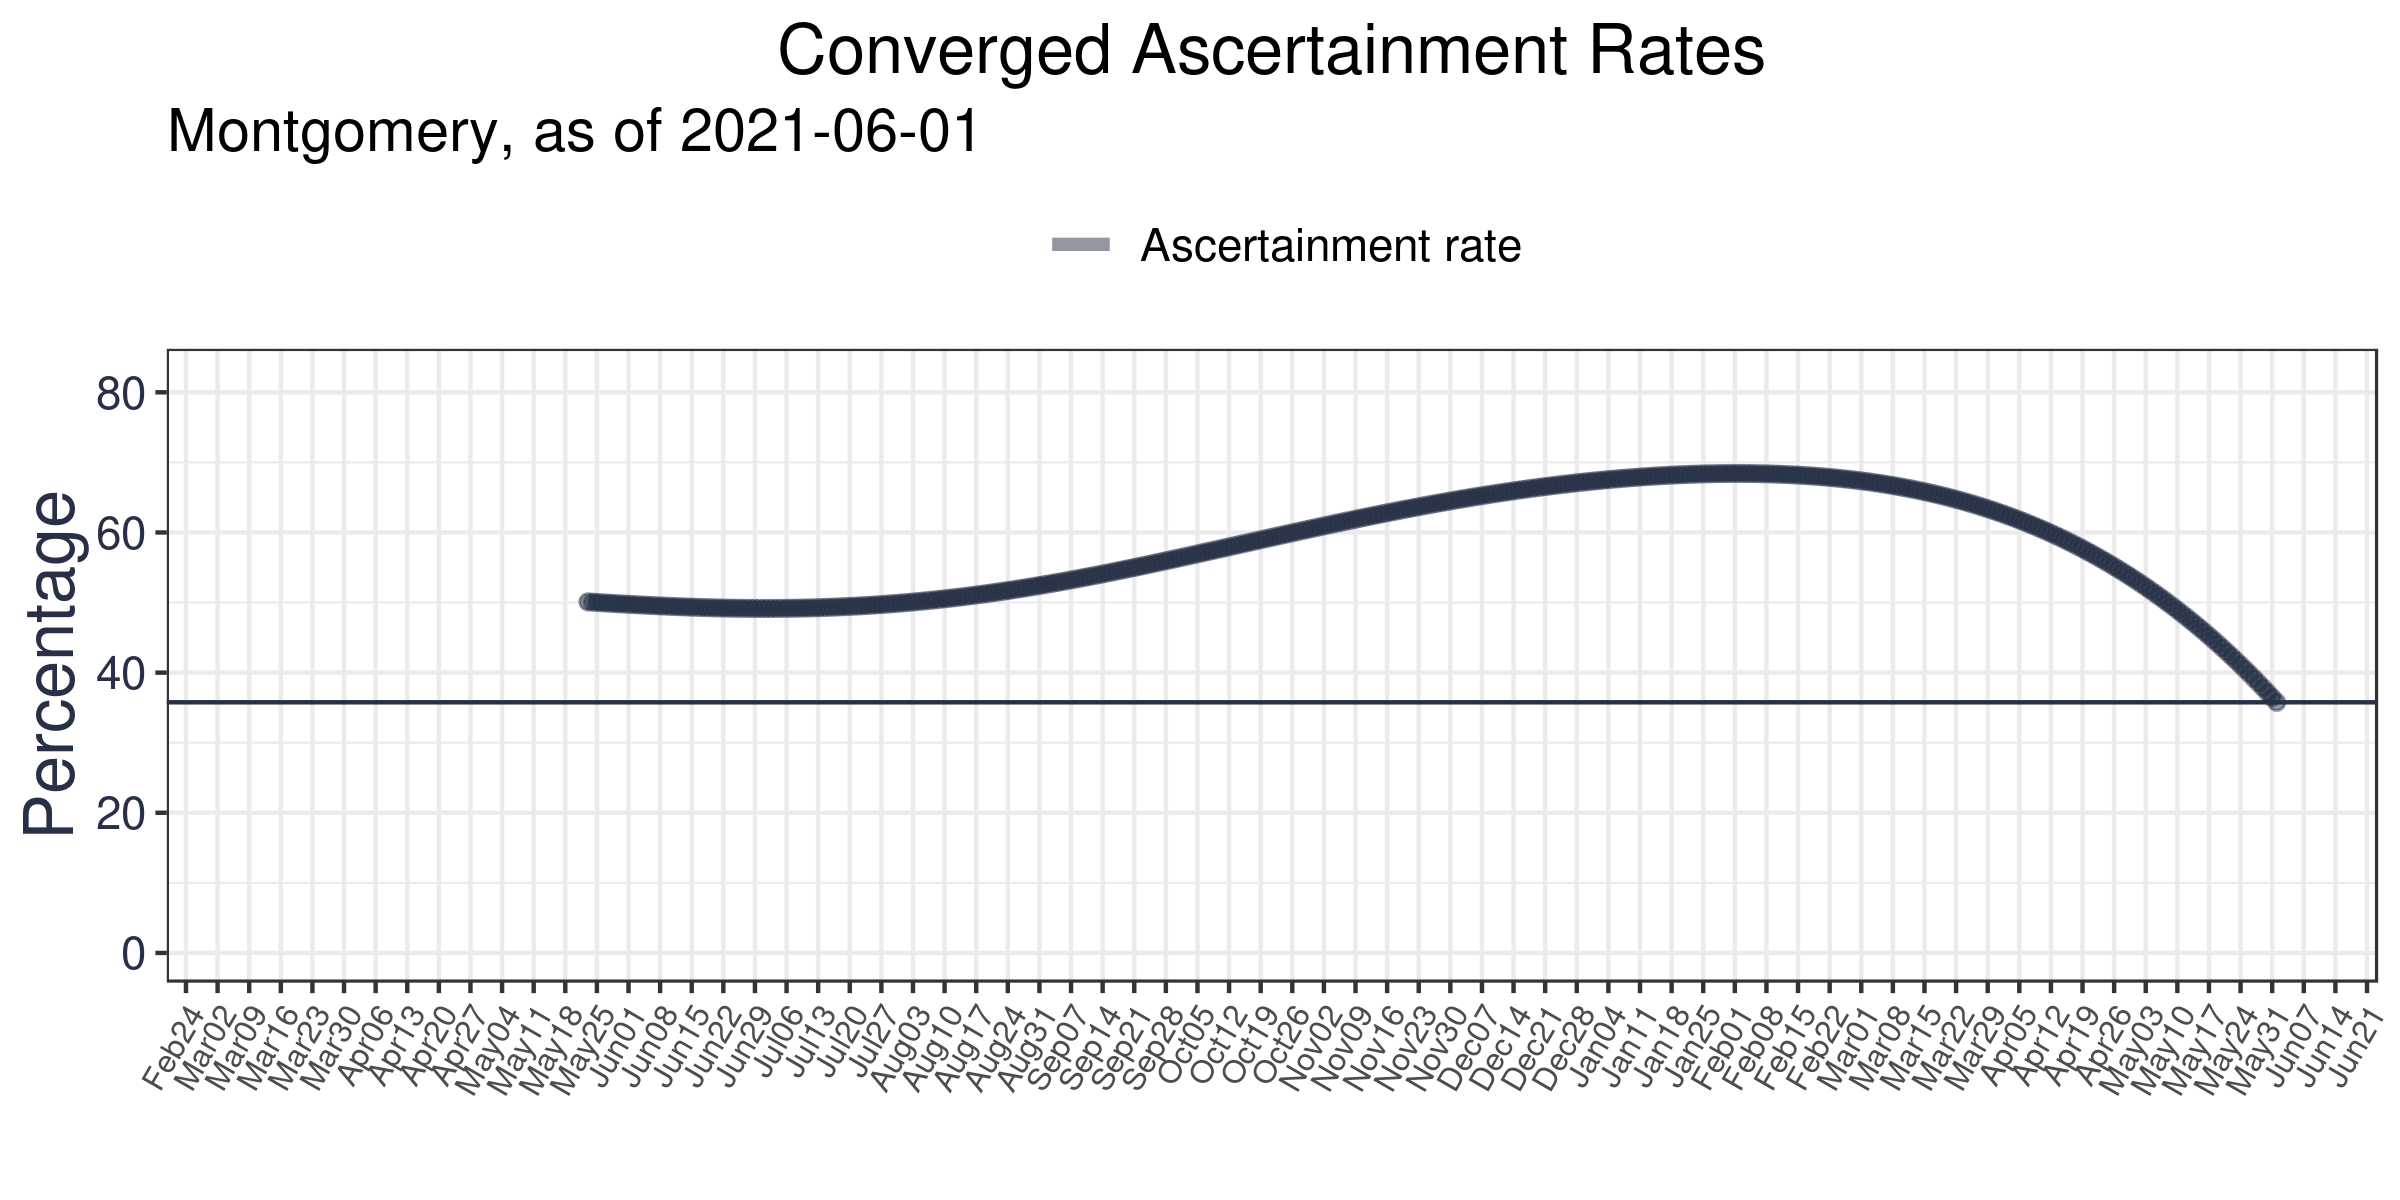 Converged Ascertainment Rates
Montgomery, as of 2021-06-01
Ascertainment rate
Percentage
80
60
40
20
0
Feb24
Mar02
Mar09
Mar16
Mar23
Mar30
Apr06
Apr13
Apr20
Apr27
May04
May11
May18
May25
Jun01
Jun08
Jun15
Jun22
Jun29
Jul06
Jul13
Jul20
Jul27
Aug03
Aug10
Aug17
Aug24
Aug31
Sep07
Sep14
Sep21
Sep28
Oct05
Oct12
Oct19
Oct26
Nov02
Nov09
Nov16
Nov23
Nov30
Dec07
Dec14
Dec21
Dec28
Jan04
Jan11
Jan18
Jan25
Feb01
Feb08
Feb15
Feb22
Mar01
Mar08
Mar15
Mar22
Mar29
Apr05
Apr12
Apr19
Apr26
May03
May10
May17
May24
May31
Jun07
Jun14
Jun21